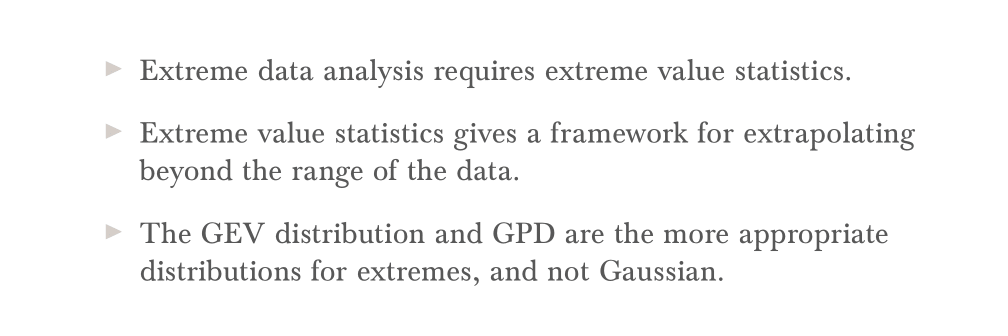 ► Extreme data analysis requires extreme value statistics.
► Extreme value statistics gives a framework for extrapolating
beyond the range of the data.
► The GEV distribution and GPD are the more appropriate
distributions for extremes, and not Gaussian.